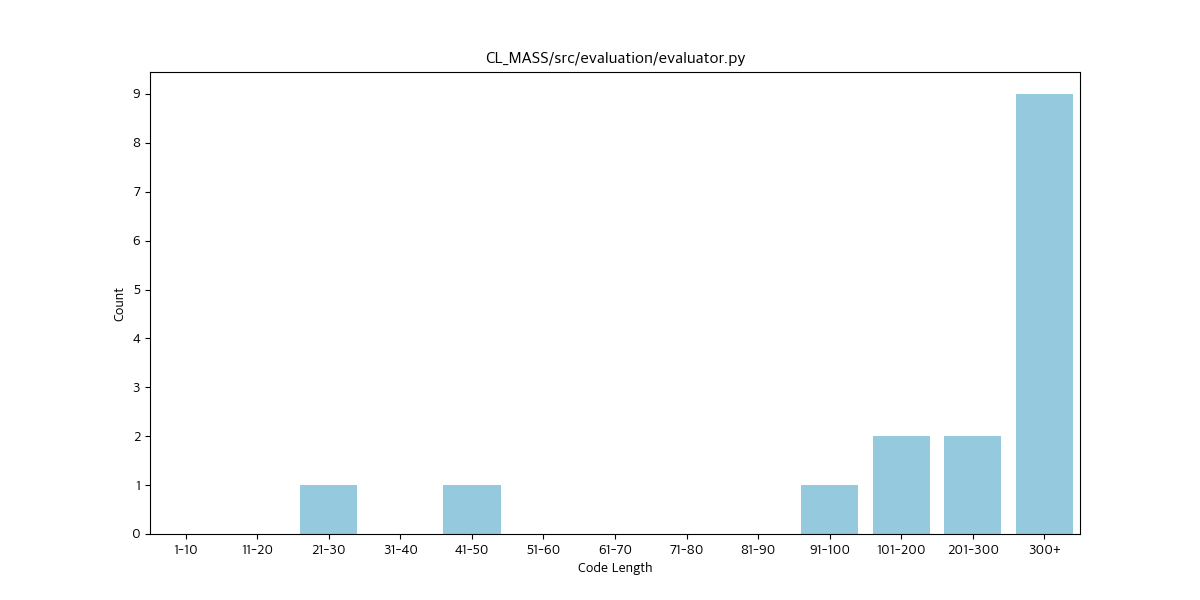 CL_MASS/src/evaluation/evaluator.py
9
8
7
6
5
4
3
2
1
0
Count
1-10 11-20 21-30 31-40 41-50 51-60 61-70 71-80 81-90 91-100 101-200 201-300 300+
Code Length